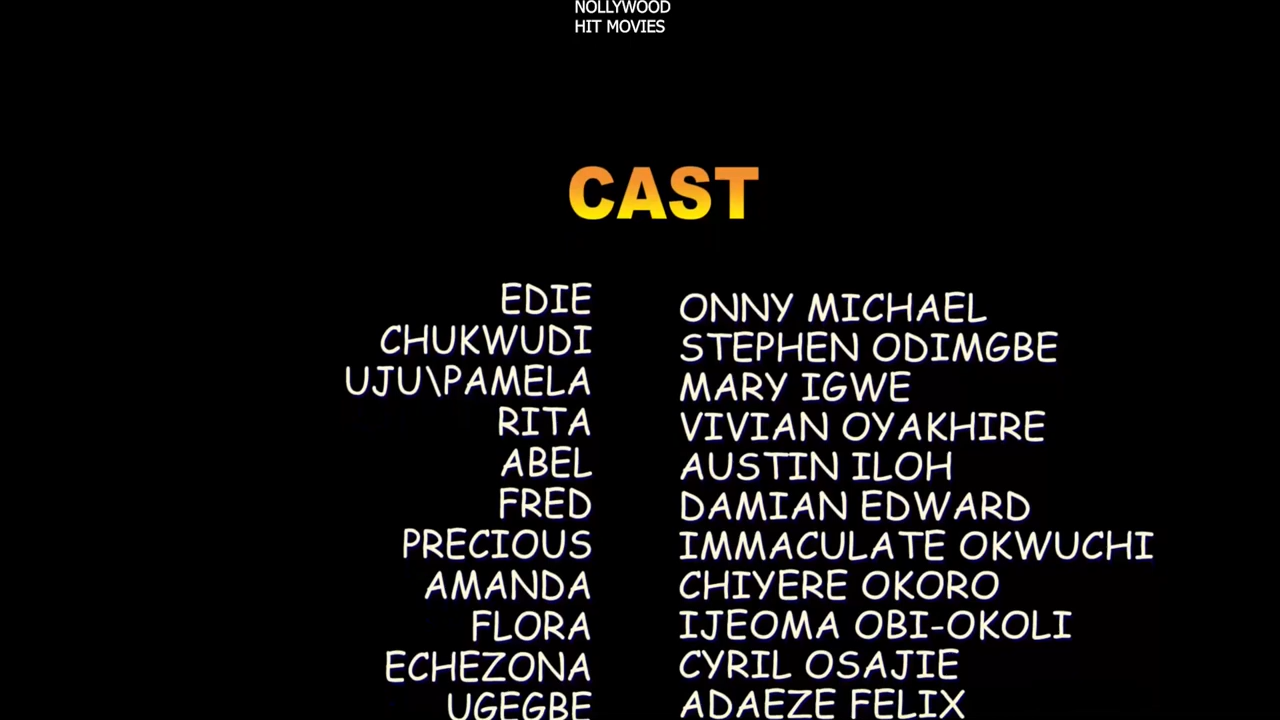 NOLLYWOOD
HIT MOVIES
CAST
EDIE ONNY MICHAEL
CHUKWUDI STEPHEN ODIMGBE
UJU\PAMELA MARY IGWE
RITA VIVIAN OYAKHIRE
ABEL AUSTIN ILOH
FRED DAMIAN EDWARD
PRECIOUS IMMACULATE OKWUCHI
AMANDA CHIYERE OKORO
FLORA IJEOMA OBI-OKOLI
ECHEZONA CYRIL OSAJIE
UGEGBE ADAEZE FELIX